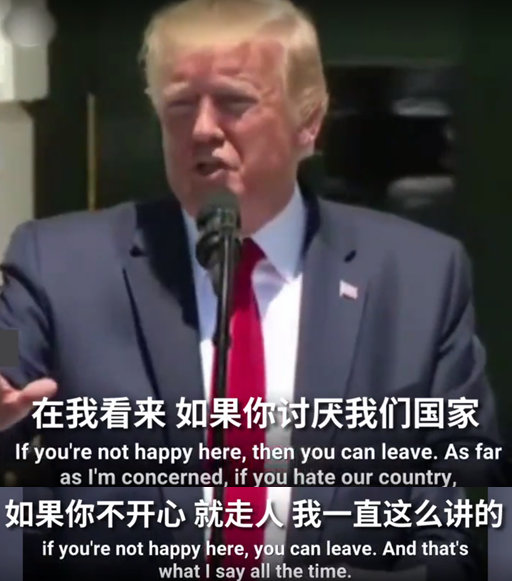 在我看来 如果你讨厌我们国家
If you're not happy here, then you can leave. As far
as I'm concerned, if you hate our country,
如果你不开心 就走人 我一直这么讲的
if you're not happy here, you can leave. And that's
what I say all the time.